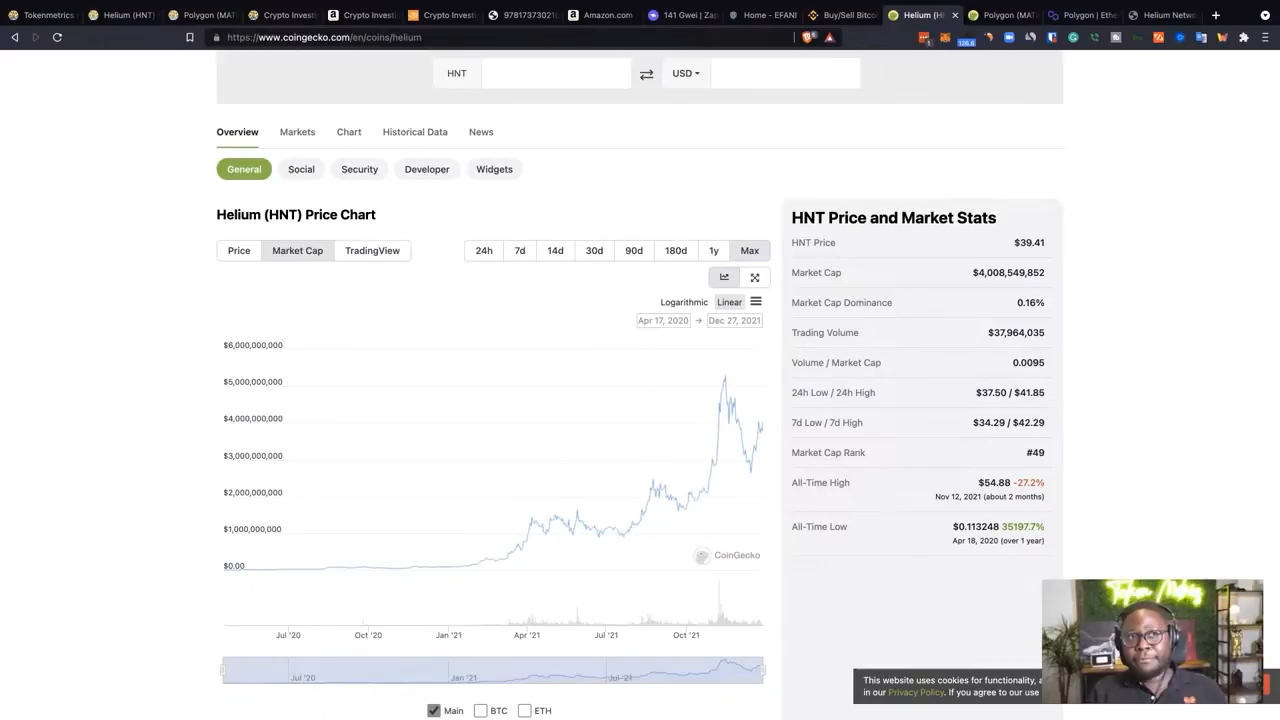 Tokenmetrics
Helium (HNT)
Polygon (MAT
Crypto Investi
Crypto Investi
Crypto Investi
978173730210
Amazon.com
141 Gwei | Zap
Home - EFANI
Buy/Sell Bitco
Helium (H
Polygon (MAT
Polygon | Ethe
Helium Netw
https://www.coingecko.com/en/coins/helium
126.6
HNT
USD
Overview
Markets
Chart
Historical Data
News
General
Social
Security
Developer
Widgets
Helium (HNT) Price Chart
Price
Market Cap
TradingView
24h
7d
14d
30d
90d
180d
1y
Max
Logarithmic
Linear
Apr 17, 2020 → Dec 27, 2021
$6,000,000,000
$5,000,000,000
$4,000,000,000
$3,000,000,000
$2,000,000,000
$1,000,000,000
$0.00
CoinGecko
Jul '20
Oct '20
Jan '21
Apr '21
Jul '21
Oct '21
Jul '20
Jan '21
Jul '21
Main
BTC
ETH
HNT Price and Market Stats
HNT Price $39.41
Market Cap $4,008,549,852
Market Cap Dominance 0.16%
Trading Volume $37,964,035
Volume / Market Cap 0.0095
24h Low / 24h High $37.50 / $41.85
7d Low / 7d High $34.29 / $42.29
Market Cap Rank #49
All-Time High $54.88 -27.2%
Nov 12, 2021 (about 2 months)
All-Time Low $0.113248 35197.7%
Apr 18, 2020 (over 1 year)
This website uses cookies for functionality, a
in our Privacy Policy. If you agree to our use